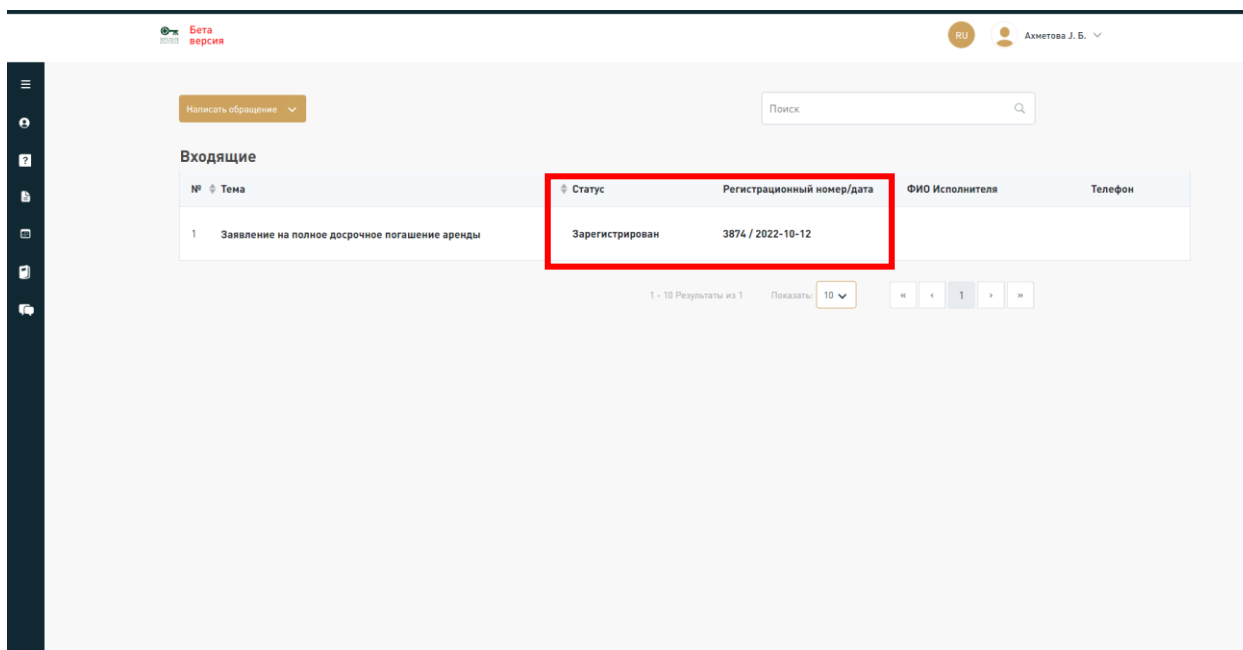 Бета
версия
RU
Ахметова J. Б.
Написать обращение
Поиск
Входящие
№ Тема Статус Регистрационный номер/дата ФИО Исполнителя Телефон
1 Заявление на полное досрочное погашение аренды Зарегистрирован 3874 / 2022-10-12
1 - 10 Результаты из 1 Показать: 10 « ‹ 1 › »